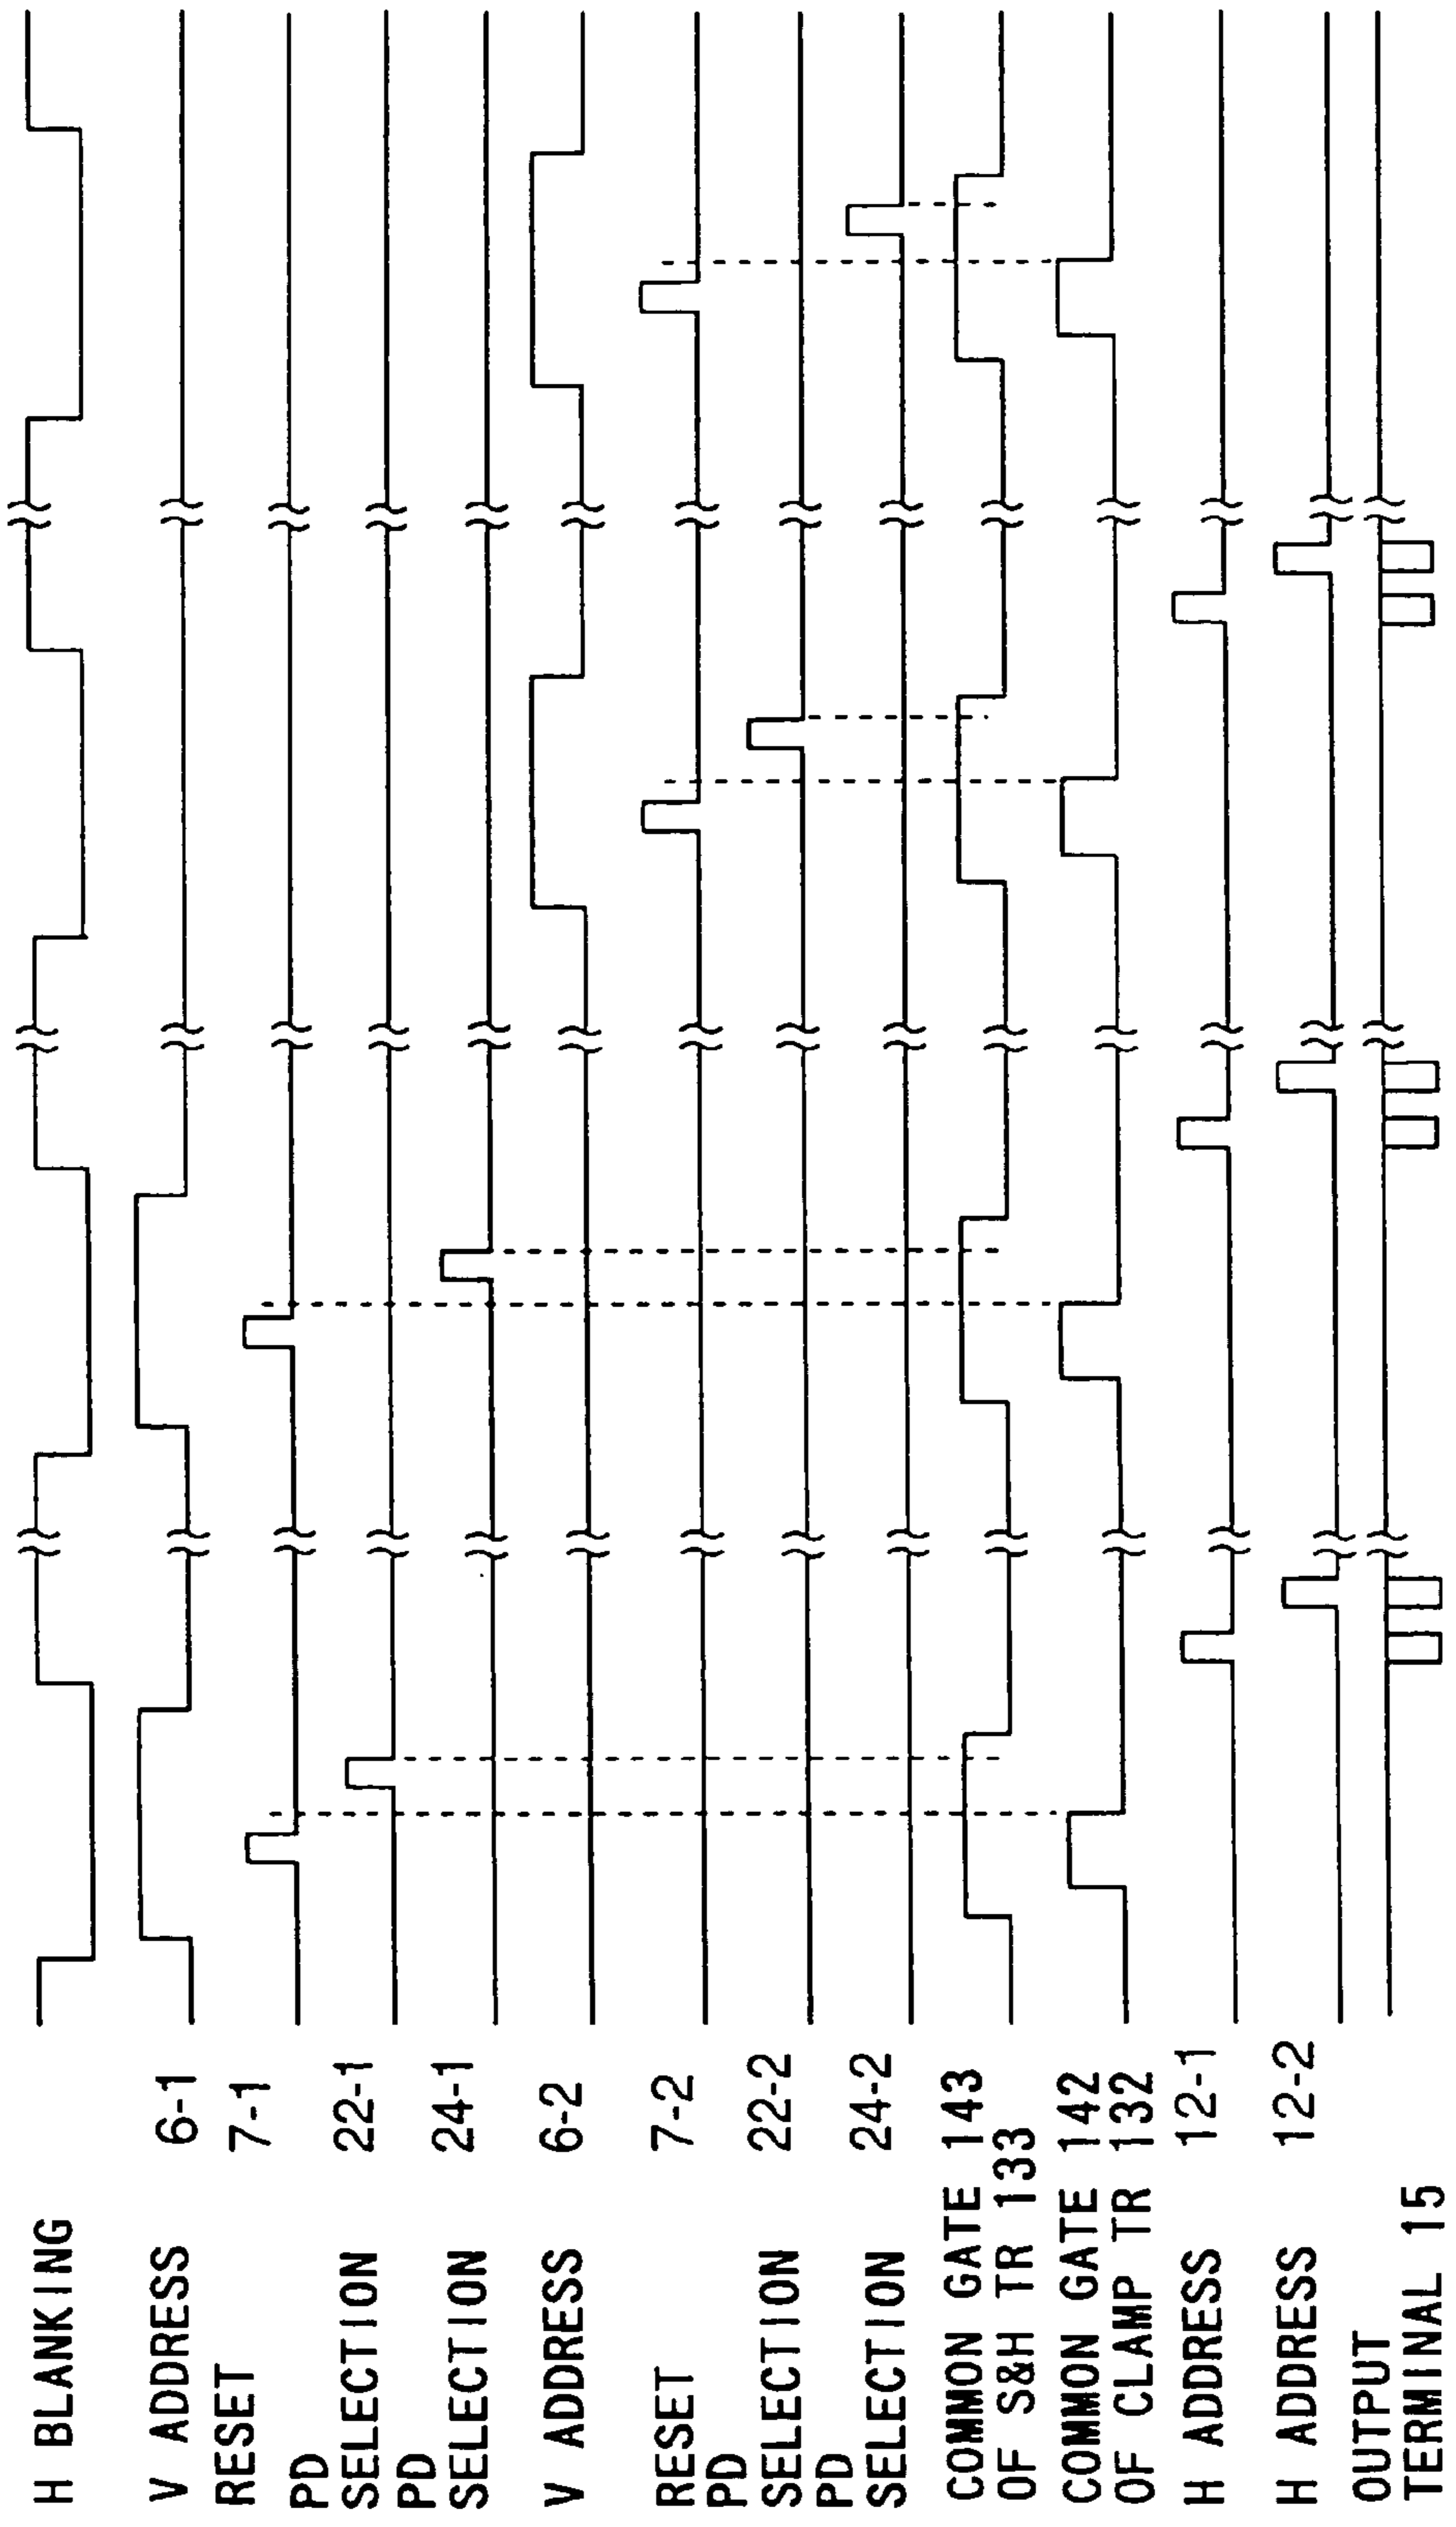 H BLANKING
V ADDRESS 6-1
RESET 7-1
PD
SELECTION 22-1
PD
SELECTION 24-1
V ADDRESS 6-2
RESET 7-2
PD
SELECTION 22-2
PD
SELECTION 24-2
COMMON GATE 143
OF S&H TR 133
COMMON GATE 142
OF CLAMP TR 132
H ADDRESS 12-1
H ADDRESS 12-2
OUTPUT
TERMINAL 15